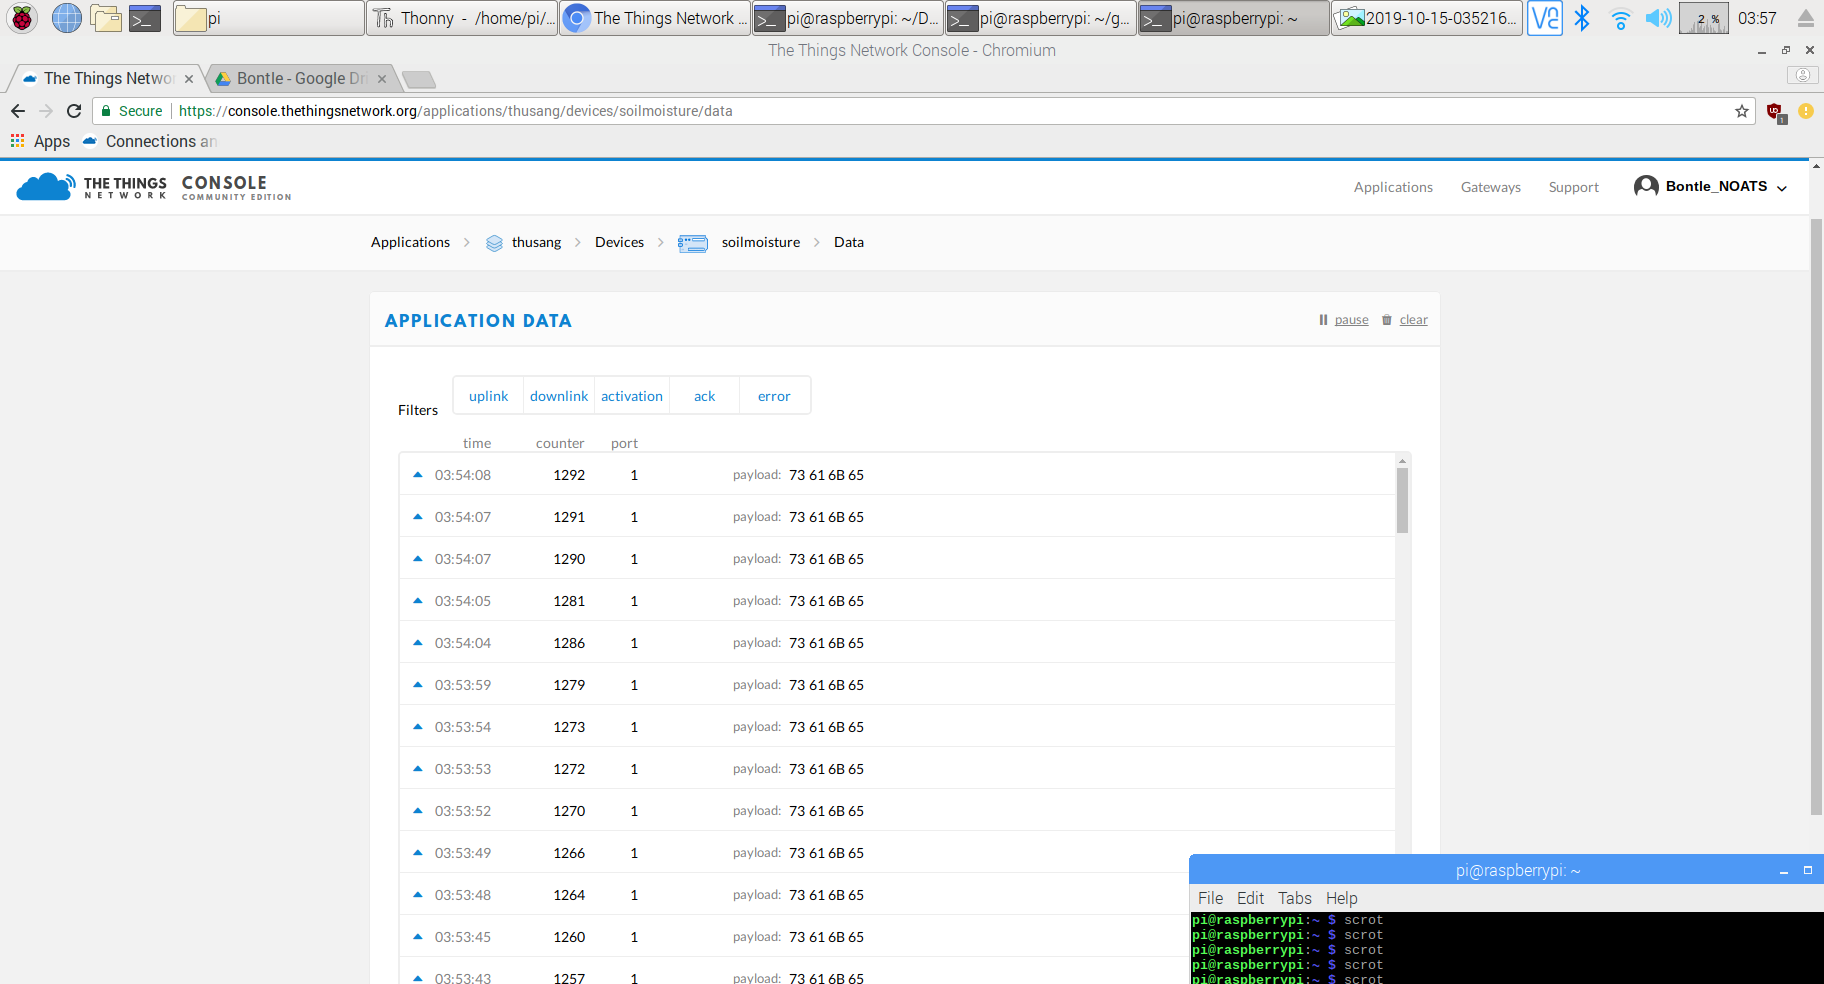 pi
Thonny - /home/pi/...
The Things Network ...
pi@raspberrypi: ~/D...
pi@raspberrypi: ~/g...
pi@raspberrypi: ~
2019-10-15-035216...
2 %
03:57
The Things Network Console - Chromium
The Things Netwo
Bontle - Google Dri
Secure
https://console.thethingsnetwork.org/applications/thusang/devices/soilmoisture/data
1
Apps
Connections an
THE THINGS
NETWORK
CONSOLE
COMMUNITY EDITION
Applications
Gateways
Support
Bontle_NOATS
Applications
thusang
Devices
soilmoisture
Data
APPLICATION DATA
pause
clear
Filters
uplink
downlink
activation
ack
error
time counter port
03:54:08 1292 1 payload: 73 61 6B 65
03:54:07 1291 1 payload: 73 61 6B 65
03:54:07 1290 1 payload: 73 61 6B 65
03:54:05 1281 1 payload: 73 61 6B 65
03:54:04 1286 1 payload: 73 61 6B 65
03:53:59 1279 1 payload: 73 61 6B 65
03:53:54 1273 1 payload: 73 61 6B 65
03:53:53 1272 1 payload: 73 61 6B 65
03:53:52 1270 1 payload: 73 61 6B 65
03:53:49 1266 1 payload: 73 61 6B 65
03:53:48 1264 1 payload: 73 61 6B 65
03:53:45 1260 1 payload: 73 61 6B 65
03:53:43 1257 1 payload: 73 61 6B 65
pi@raspberrypi: ~
File Edit Tabs Help
pi@raspberrypi:~ $ scrot
pi@raspberrypi:~ $ scrot
pi@raspberrypi:~ $ scrot
pi@raspberrypi:~ $ scrot
pi@raspberrypi:~ $ scrot